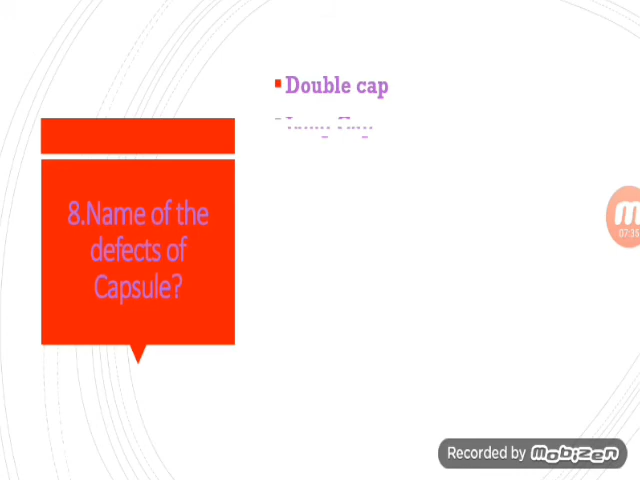 8.Name of the
defects of
Capsule?
Double cap
07:35
Recorded by mobizen